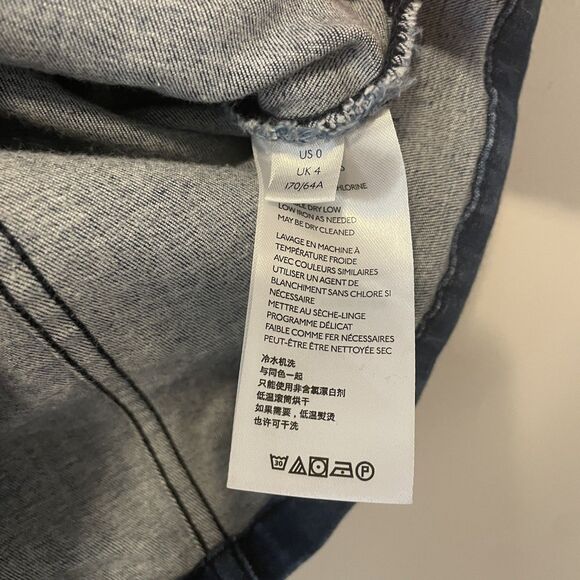 US 0
UK 4
170/64A
DRY LOW
LOW IRON AS NEEDED
MAY BE DRY CLEANED
LAVAGE EN MACHINE À
TEMPÉRATURE FROIDE
AVEC COULEURS SIMILAIRES
UTILISER UN AGENT DE
BLANCHIMENT SANS CHLORE SI
NÉCESSAIRE
METTRE AU SÈCHE-LINGE
PROGRAMME DÉLICAT
FAIBLE COMME FER NÉCESSAIRES
PEUT-ÊTRE ÊTRE NETTOYÉE SEC
冷水机洗
与同色一起
只能使用非含氯漂白剂
低温滚筒烘干
如果需要，低温熨烫
也许可干洗
30
P